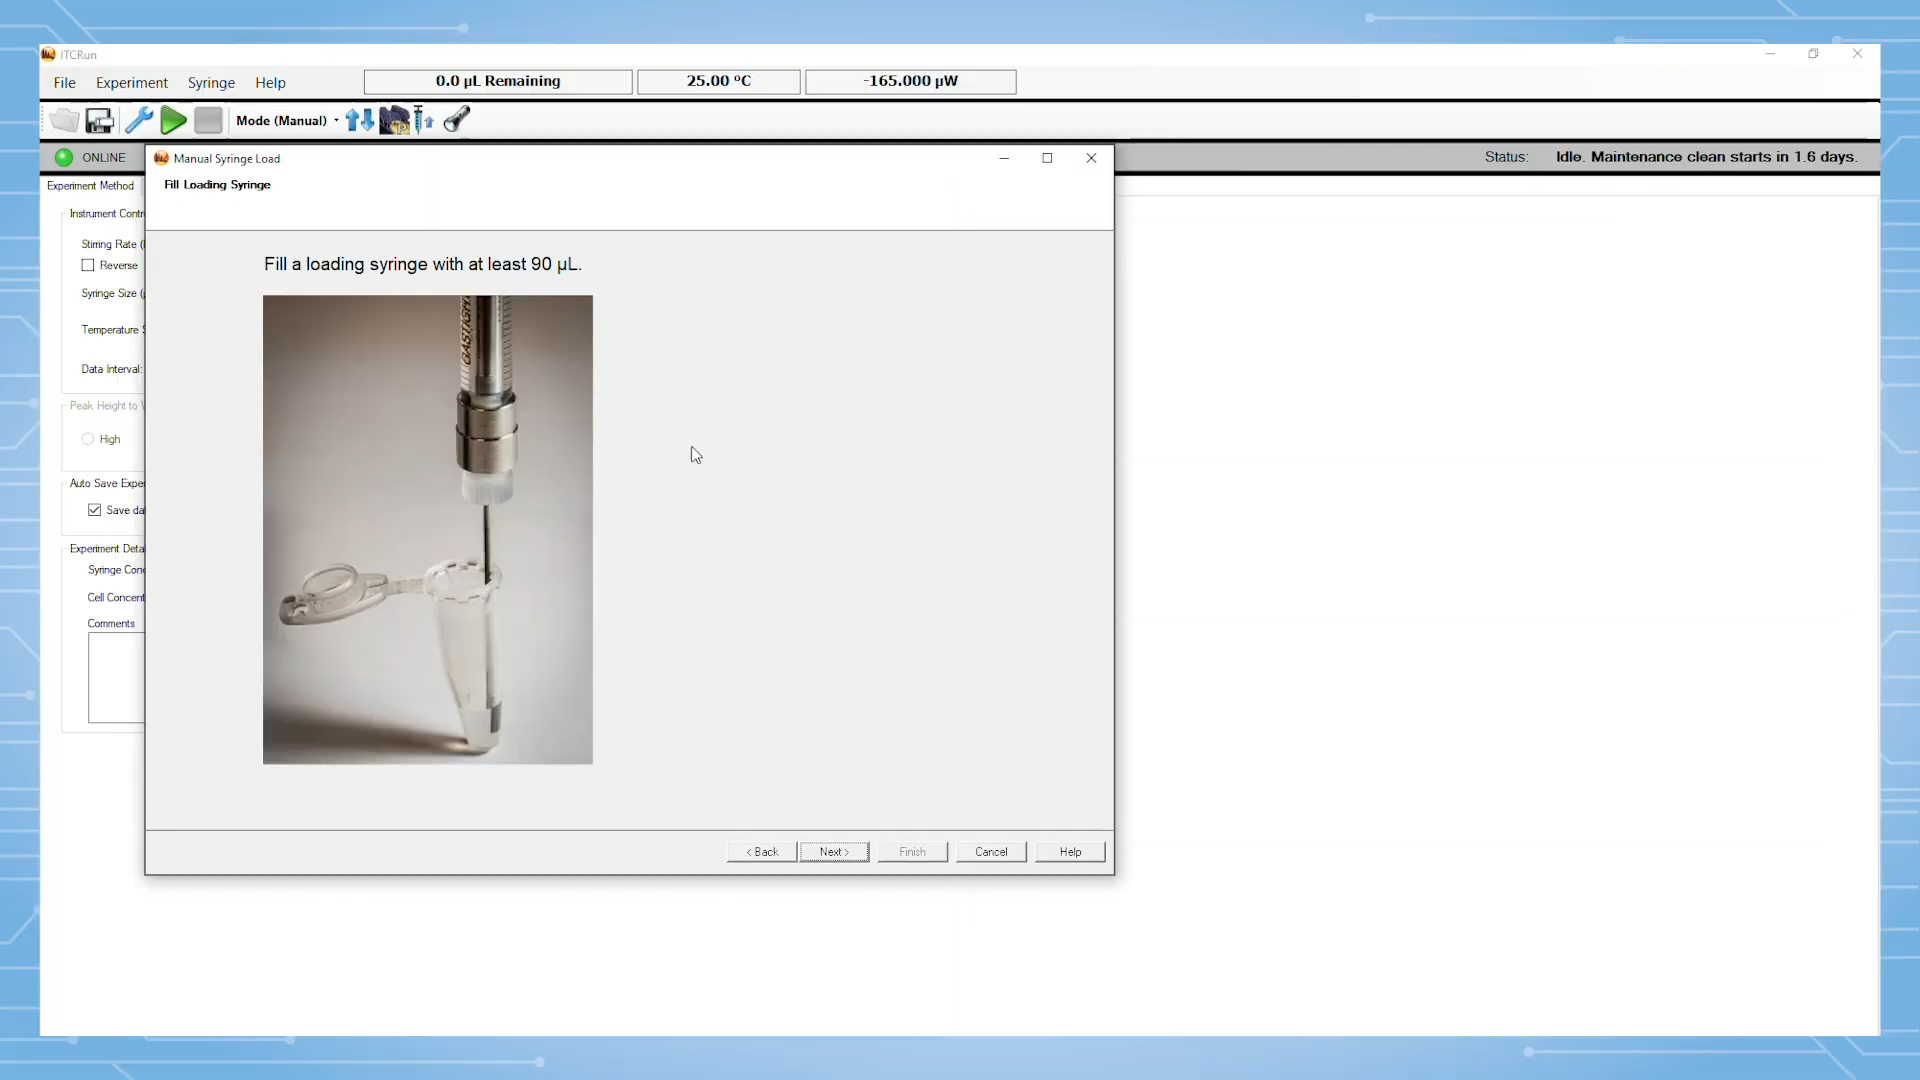 ITCRun
File Experiment Syringe Help 0.0 µL Remaining 25.00 °C -165.000 µW
Mode (Manual)
ONLINE Status: Idle. Maintenance clean starts in 1.6 days.
Manual Syringe Load
Fill Loading Syringe
Experiment Method
Instrument Contr
Stirring Rate (
Reverse
Syringe Size (
Temperature S
Data Interval:
Peak Height to
High
Auto Save Expe
Save da
Experiment Deta
Syringe Conc
Cell Concent
Comments
Fill a loading syringe with at least 90 µL.
GASTIGHT
< Back Next > Finish Cancel Help